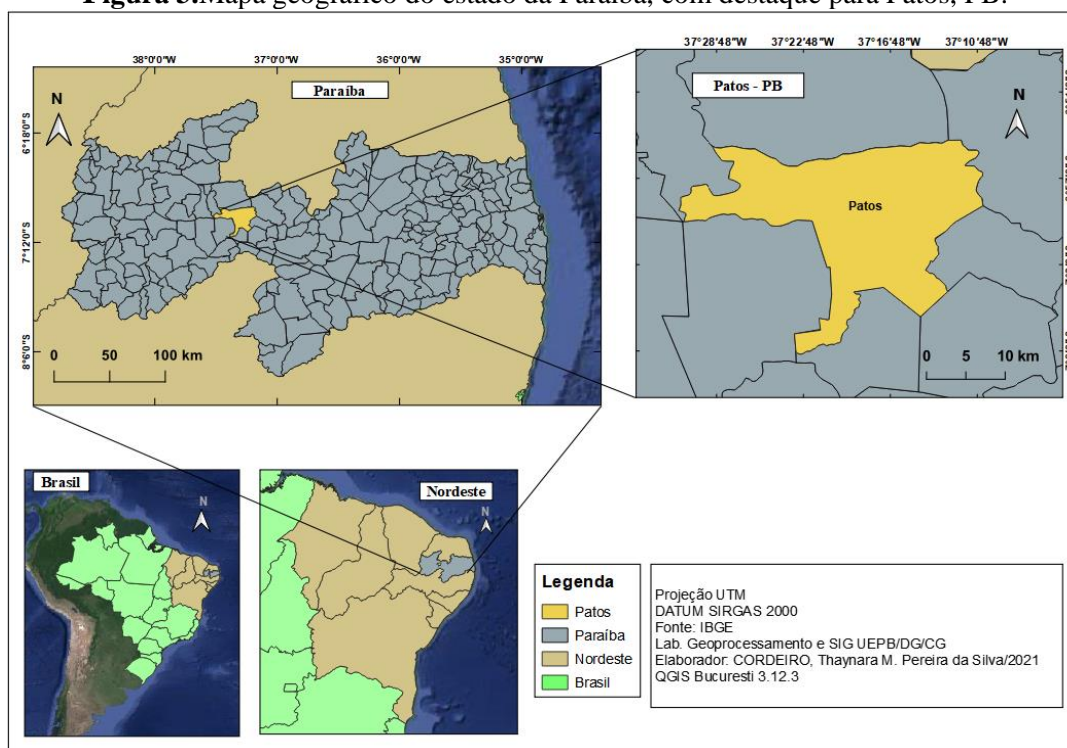 Figura 3.Mapa geográfico do estado da Paraíba, com destaque para Patos, PB.
38°0'0"W 37°0'0"W 36°0'0"W 35°0'0"W
Paraíba
N
6°18'0"S
7°12'0"S
8°6'0"S
0 50 100 km
37°28'48"W 37°22'48"W 37°16'48"W 37°10'48"W
Patos - PB
N
Patos
0 5 10 km
Brasil
N
Nordeste
N
Legenda
Patos
Paraíba
Nordeste
Brasil
Projeção UTM
DATUM SIRGAS 2000
Fonte: IBGE
Lab. Geoprocessamento e SIG UEPB/DG/CG
Elaborador: CORDEIRO, Thaynara M. Pereira da Silva/2021
QGIS Bucuresti 3.12.3